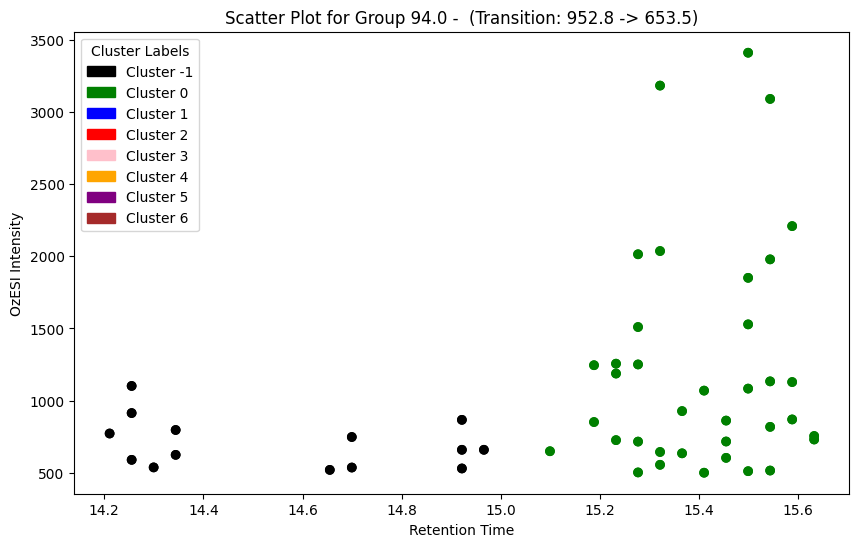 Scatter Plot for Group 94.0 -  (Transition: 952.8 -> 653.5)
Cluster Labels
Cluster -1
Cluster 0
Cluster 1
Cluster 2
Cluster 3
Cluster 4
Cluster 5
Cluster 6
OzESI Intensity
3500
3000
2500
2000
1500
1000
500
14.2 14.4 14.6 14.8 15.0 15.2 15.4 15.6
Retention Time